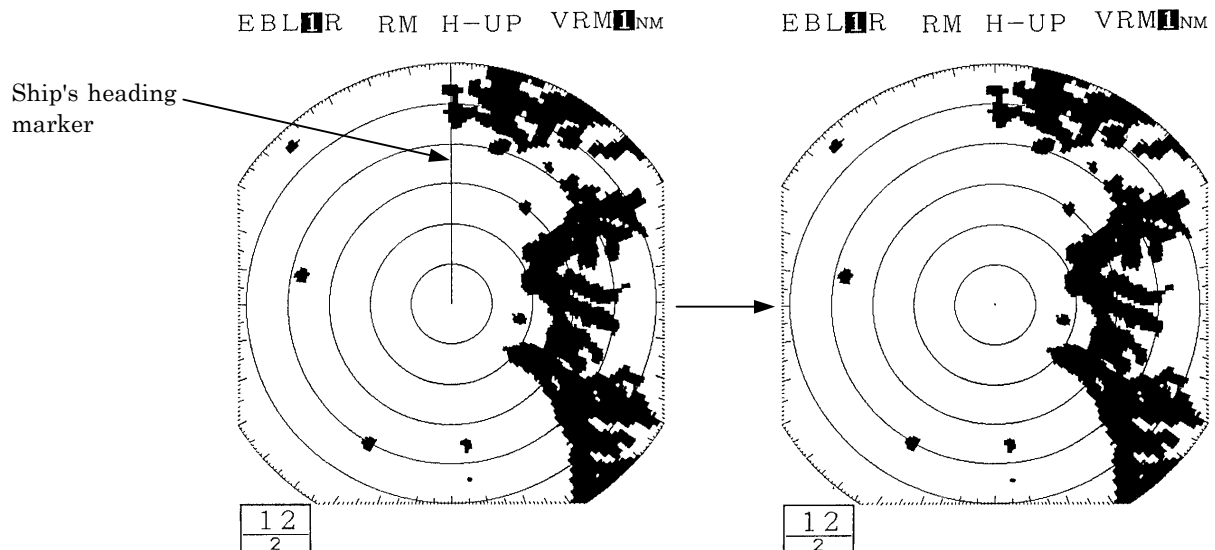 EBL1R RM H-UP VRM1NM
EBL1R RM H-UP VRM1NM
Ship's heading
marker
12
2
12
2